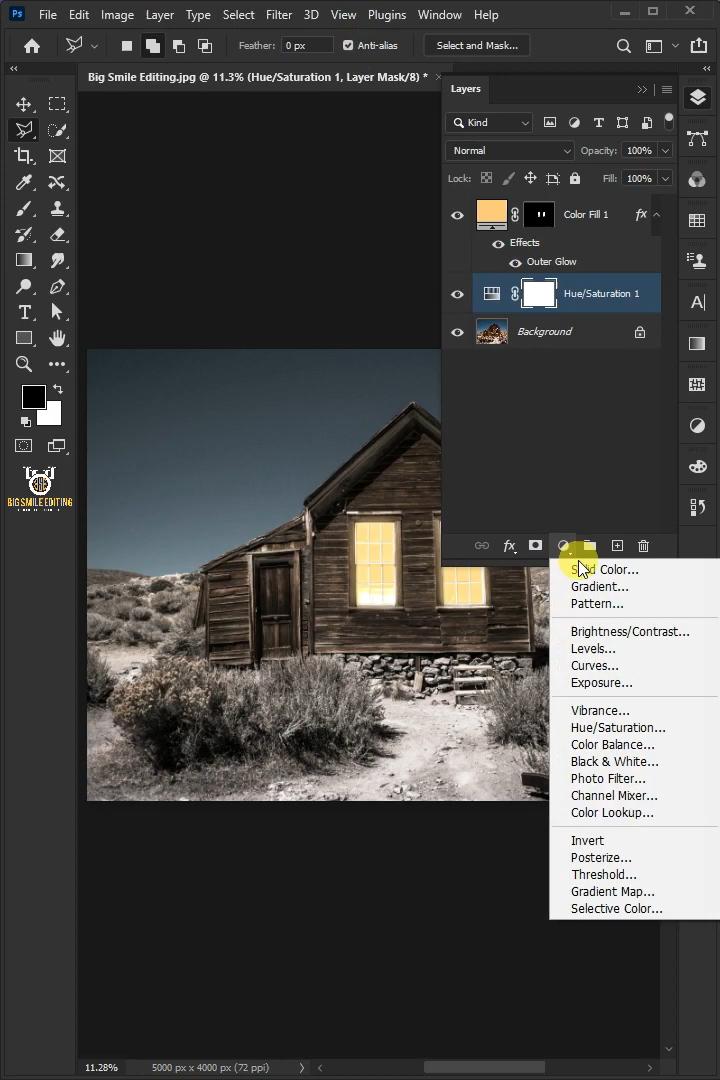 Ps File Edit Image Layer Type Select Filter 3D View Plugins Window Help
Feather: 0 px Anti-alias Select and Mask...
Big Smile Editing.jpg @ 11.3% (Hue/Saturation 1, Layer Mask/8) *
Layers
Kind
Normal Opacity: 100%
Lock: Fill: 100%
Color Fill 1 fx
Effects
Outer Glow
Hue/Saturation 1
Background
BIG SMILE EDITING
fx
Solid Color...
Gradient...
Pattern...
Brightness/Contrast...
Levels...
Curves...
Exposure...
Vibrance...
Hue/Saturation...
Color Balance...
Black & White...
Photo Filter...
Channel Mixer...
Color Lookup...
Invert
Posterize...
Threshold...
Gradient Map...
Selective Color...
11.28% 5000 px x 4000 px (72 ppi)